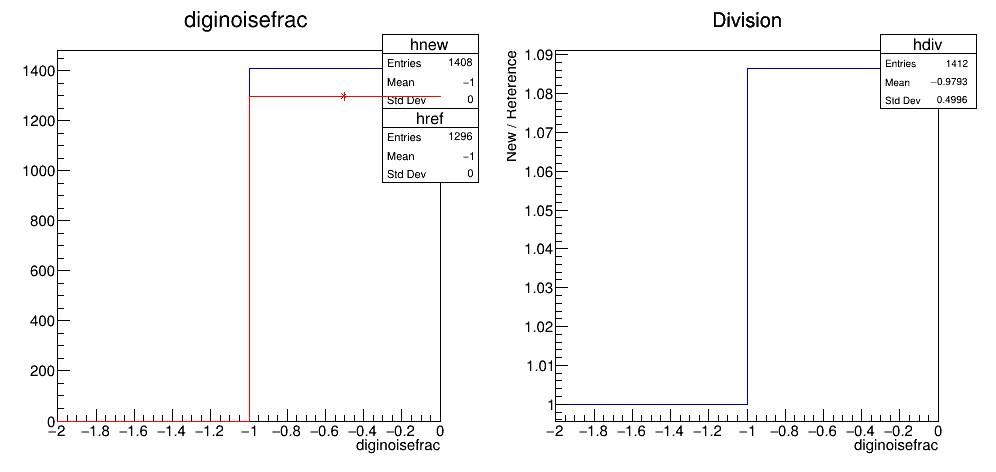 diginoisefrac
hnew
Entries 1408
Mean −1
Std Dev 0
href
Entries 1296
Mean −1
Std Dev 0
1400
1200
1000
800
600
400
200
0
−2 −1.8 −1.6 −1.4 −1.2 −1 −0.8 −0.6 −0.4 −0.2 0
diginoisefrac
Division
hdiv
Entries 1412
Mean −0.9793
Std Dev 0.4996
New / Reference
1.09
1.08
1.07
1.06
1.05
1.04
1.03
1.02
1.01
1
−2 −1.8 −1.6 −1.4 −1.2 −1 −0.8 −0.6 −0.4 −0.2 0
diginoisefrac